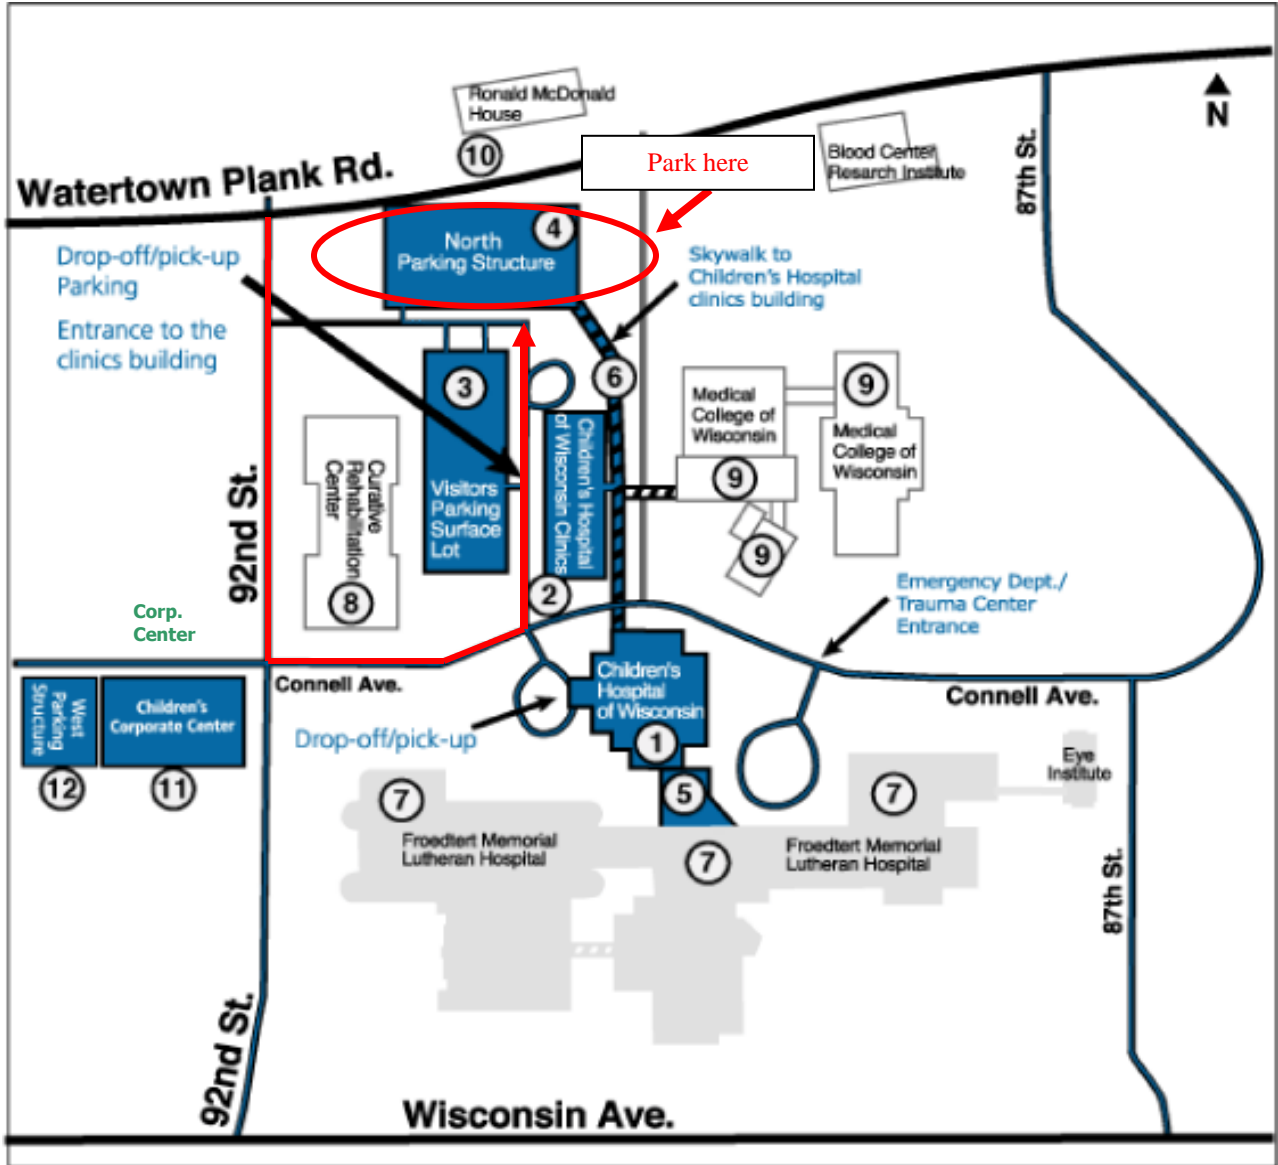 Ronald McDonald
House
10
Park here
N
Watertown Plank Rd.
Blood Center
Resarch Institute
87th St.
4
North
Parking Structure
Drop-off/pick-up
Parking
Entrance to the
clinics building
Skywalk to
Children's Hospital
clinics building
3
6
Medical
College of
Wisconsin
9
9
Medical
College of
Wisconsin
9
Visitors
Parking
Surface
Lot
Children's Hospital
of Wisconsin Clinics
Curative
Rehabilitation
Center
8
92nd St.
2
Emergency Dept./
Trauma Center
Entrance
Corp.
Center
Connell Ave.
Connell Ave.
West
Parking
Structure
12
Children's
Corporate Center
11
Children's
Hospital
of Wisconsin
1
Drop-off/pick-up
5
7
Froedtert Memorial
Lutheran Hospital
7
7
Froedtert Memorial
Lutheran Hospital
Eye
Institute
87th St.
92nd St.
Wisconsin Ave.